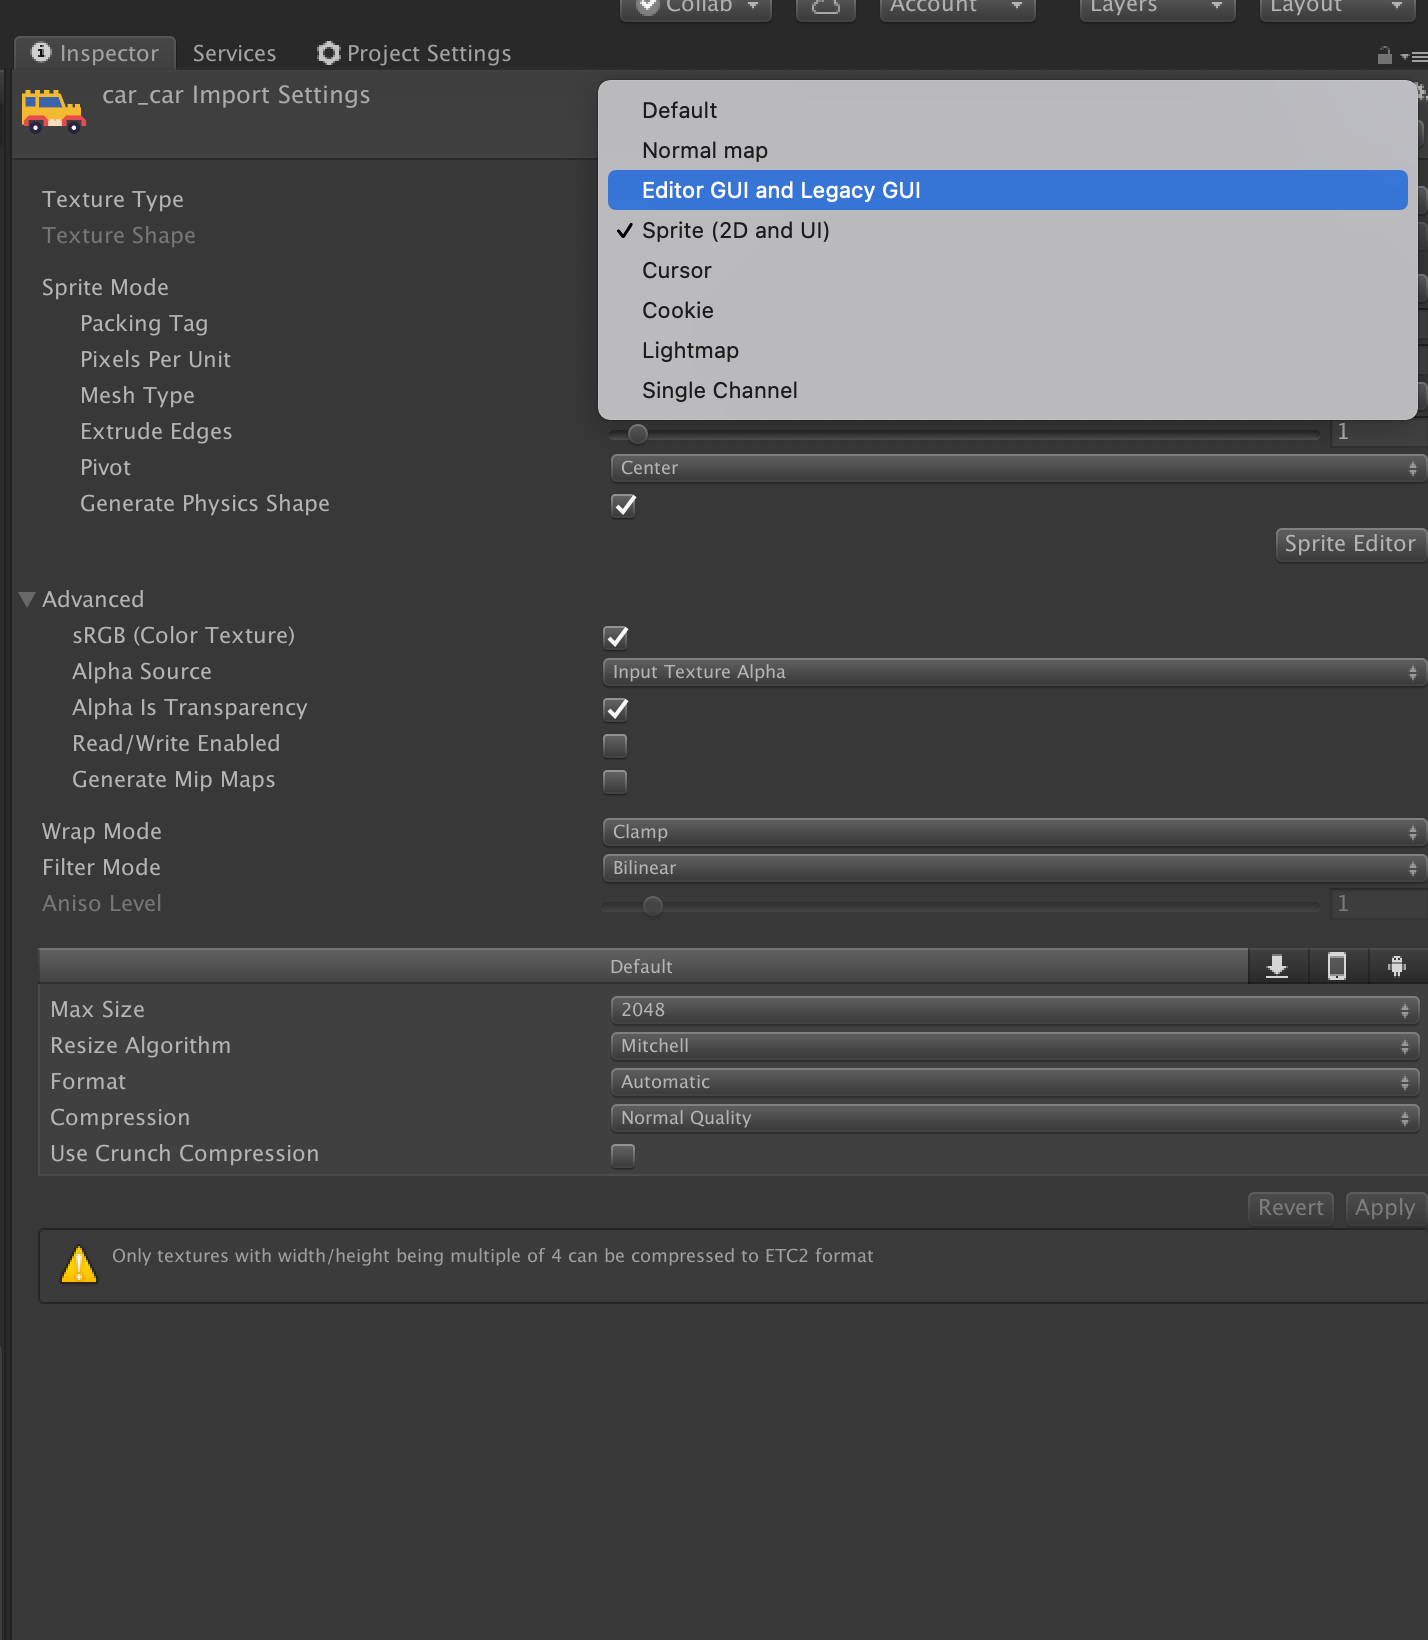 Collab Account Layers Layout
Inspector Services Project Settings
car_car Import Settings
Default
Normal map
Editor GUI and Legacy GUI
Sprite (2D and UI)
Cursor
Cookie
Lightmap
Single Channel
Texture Type
Texture Shape
Sprite Mode
Packing Tag
Pixels Per Unit
Mesh Type
Extrude Edges 1
Pivot Center
Generate Physics Shape
Sprite Editor
Advanced
sRGB (Color Texture)
Alpha Source Input Texture Alpha
Alpha Is Transparency
Read/Write Enabled
Generate Mip Maps
Wrap Mode Clamp
Filter Mode Bilinear
Aniso Level 1
Default
Max Size 2048
Resize Algorithm Mitchell
Format Automatic
Compression Normal Quality
Use Crunch Compression
Revert Apply
Only textures with width/height being multiple of 4 can be compressed to ETC2 format